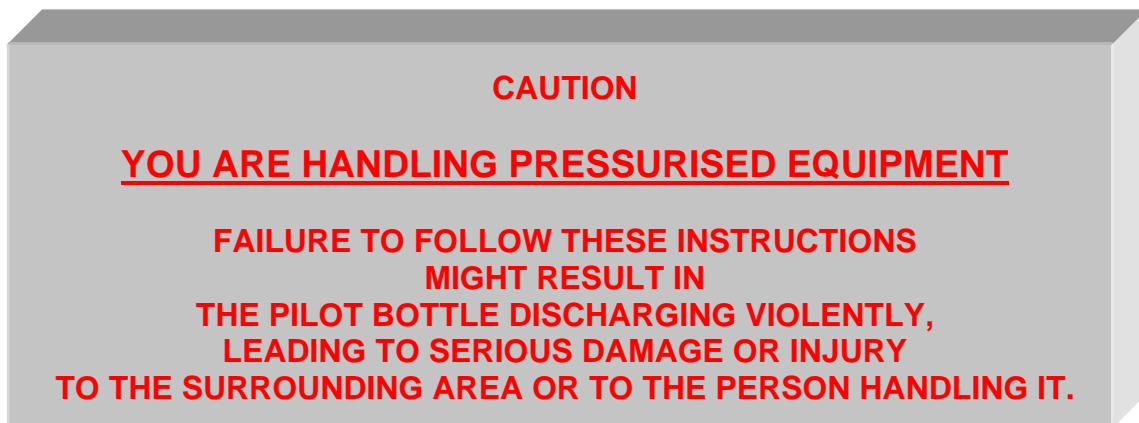 CAUTION
YOU ARE HANDLING PRESSURISED EQUIPMENT
FAILURE TO FOLLOW THESE INSTRUCTIONS
MIGHT RESULT IN
THE PILOT BOTTLE DISCHARGING VIOLENTLY,
LEADING TO SERIOUS DAMAGE OR INJURY
TO THE SURROUNDING AREA OR TO THE PERSON HANDLING IT.